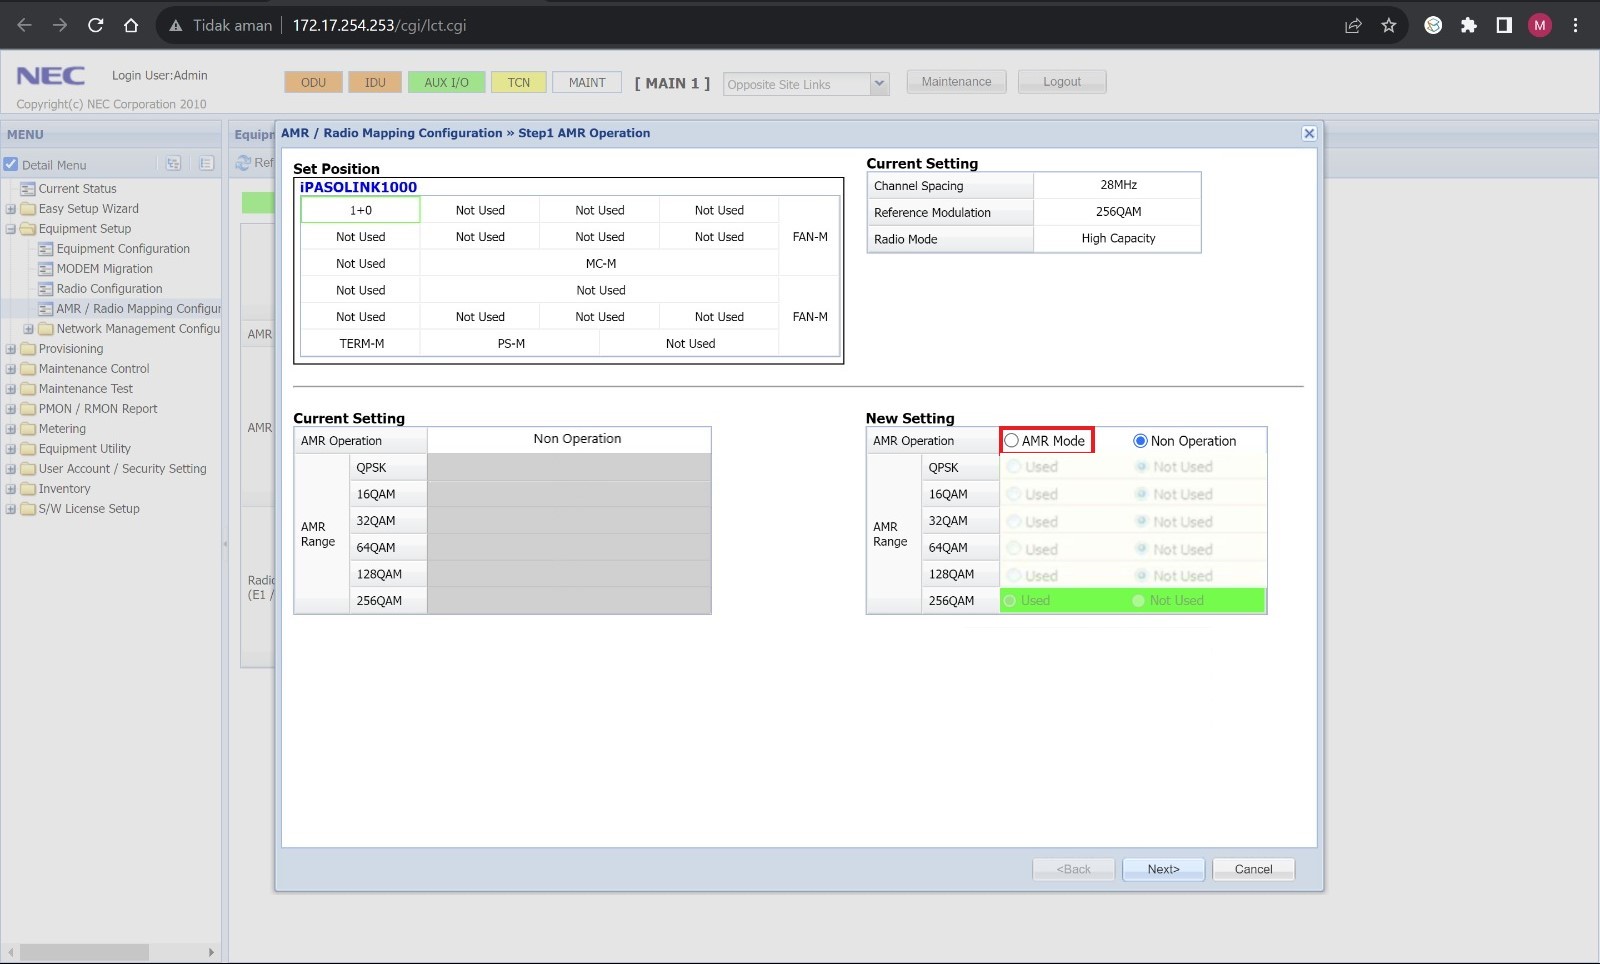 Tidak aman 172.17.254.253/cgi/lct.cgi M
NEC Login User:Admin
Copyright(c) NEC Corporation 2010
ODU IDU AUX I/O TCN MAINT [ MAIN 1 ] Opposite Site Links Maintenance Logout
MENU
Detail Menu
Current Status
Easy Setup Wizard
Equipment Setup
Equipment Configuration
MODEM Migration
Radio Configuration
AMR / Radio Mapping Configur
Network Management Configu
Provisioning
Maintenance Control
Maintenance Test
PMON / RMON Report
Metering
Equipment Utility
User Account / Security Setting
Inventory
S/W License Setup
Equipm
Ref
AMR
AMR
Radio
(E1 /
AMR / Radio Mapping Configuration » Step1 AMR Operation
Set Position
iPASOLINK1000
1+0 Not Used Not Used Not Used
Not Used Not Used Not Used Not Used FAN-M
Not Used MC-M
Not Used Not Used
Not Used Not Used Not Used Not Used FAN-M
TERM-M PS-M Not Used
Current Setting
Channel Spacing 28MHz
Reference Modulation 256QAM
Radio Mode High Capacity
Current Setting
AMR Operation Non Operation
AMR Range
QPSK
16QAM
32QAM
64QAM
128QAM
256QAM
New Setting
AMR Operation AMR Mode Non Operation
AMR Range
QPSK Used Not Used
16QAM Used Not Used
32QAM Used Not Used
64QAM Used Not Used
128QAM Used Not Used
256QAM Used Not Used
<Back Next> Cancel